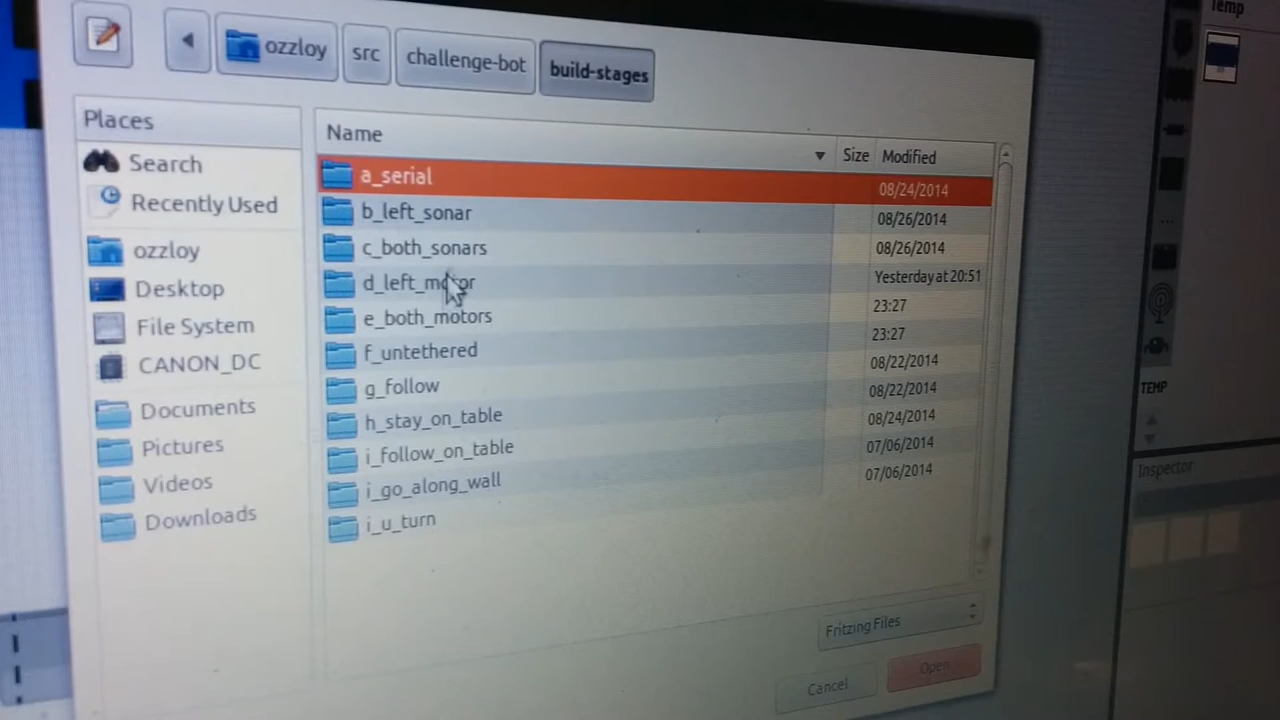 Temp
ozzloy src challenge-bot build-stages
Places
Search
Recently Used
ozzloy
Desktop
File System
CANON_DC
Documents
Pictures
Videos
Downloads
Name Size Modified
a_serial 08/24/2014
b_left_sonar 08/26/2014
c_both_sonars 08/26/2014
d_left_motor Yesterday at 20:51
e_both_motors 23:27
f_untethered 23:27
g_follow 08/22/2014
h_stay_on_table 08/22/2014
i_follow_on_table 08/24/2014
i_go_along_wall 07/06/2014
i_u_turn 07/06/2014
Fritzing Files
Cancel Open
TEMP
Inspector